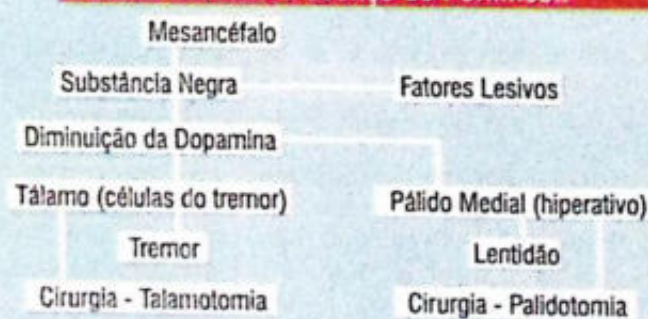 Mesancéfalo
Substância Negra Fatores Lesivos
Diminuição da Dopamina
Tálamo (células do tremor) Pálido Medial (hiperativo)
Tremor Lentidão
Cirurgia - Talamotomia Cirurgia - Palidotomia